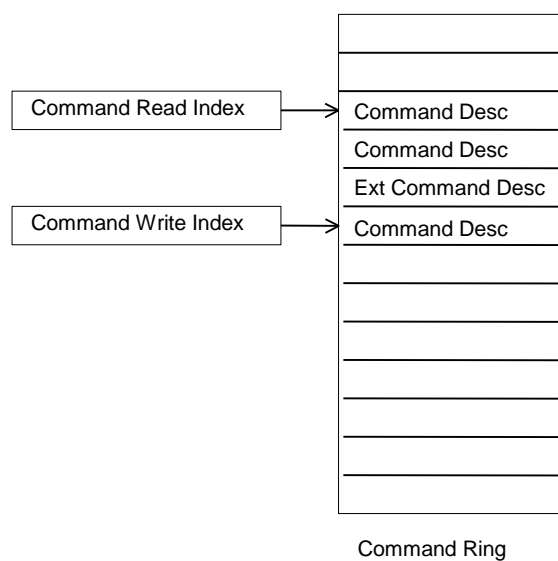 Command Read Index
Command Desc
Command Desc
Ext Command Desc
Command Write Index
Command Desc
Command Ring